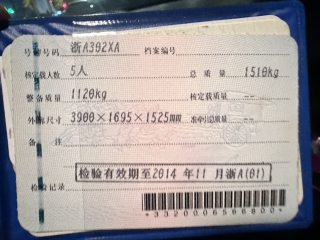 号牌号码 浙A302XA 档案编号
核定载人数 5人 总质量 1510kg
整备质量 1120kg 核定载质量 --
外廓尺寸 3900×1695×1525mm 准牵引总质量 --
备注
检验有效期至2014年11月浙A(01)
检验记录
*3320006586800*